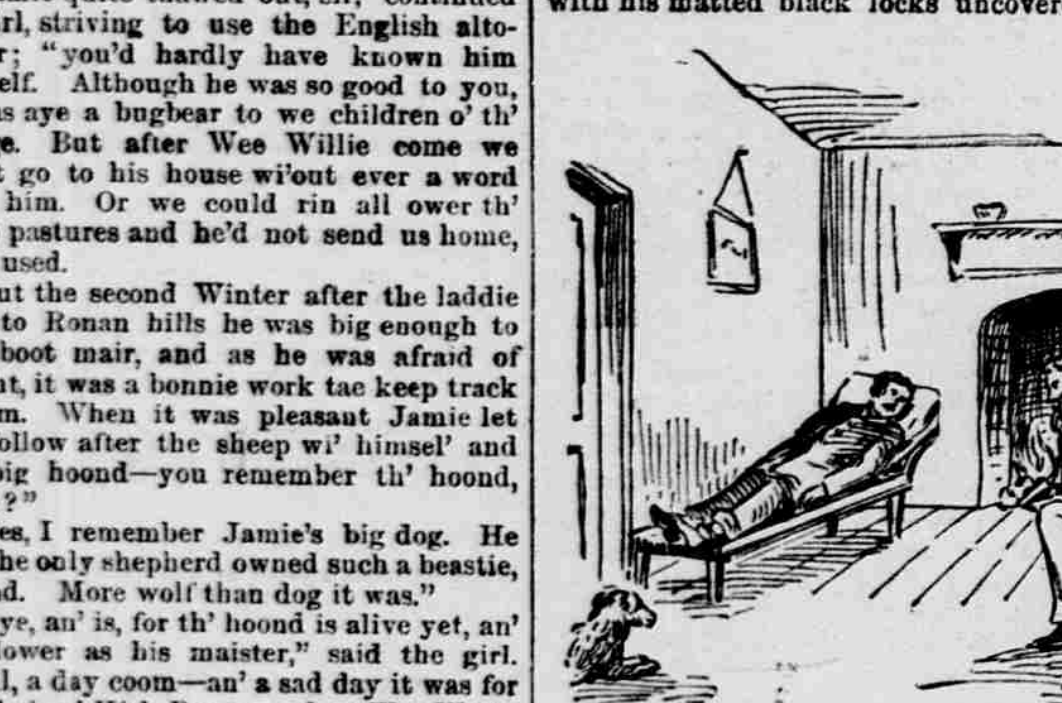 rl, striving to use the English alto-
r; "you'd hardly have known him
elf. Although he was so good to you,
s aye a bugbear to we children o' th'
e. But after Wee Willie come we
t go to his house wi'out ever a word
him. Or we could rin all ower th'
pastures and he'd not send us home,
used.
ut the second Winter after the laddie
to Ronan hills he was big enough to
boot mair, and as he was afraid of
nt, it was a bonnie work tae keep track
m. When it was pleasant Jamie let
ollow after the sheep wi' himsel' and
big hoond—you remember th' hoond,
?"
es, I remember Jamie's big dog. He
he only shepherd owned such a beastie,
d. More wolf than dog it was."
ye, an' is, for th' hoond is alive yet, an'
lower as his maister," said the girl.
l, a day coom—an' a sad day it was for
with his matted black locks uncover